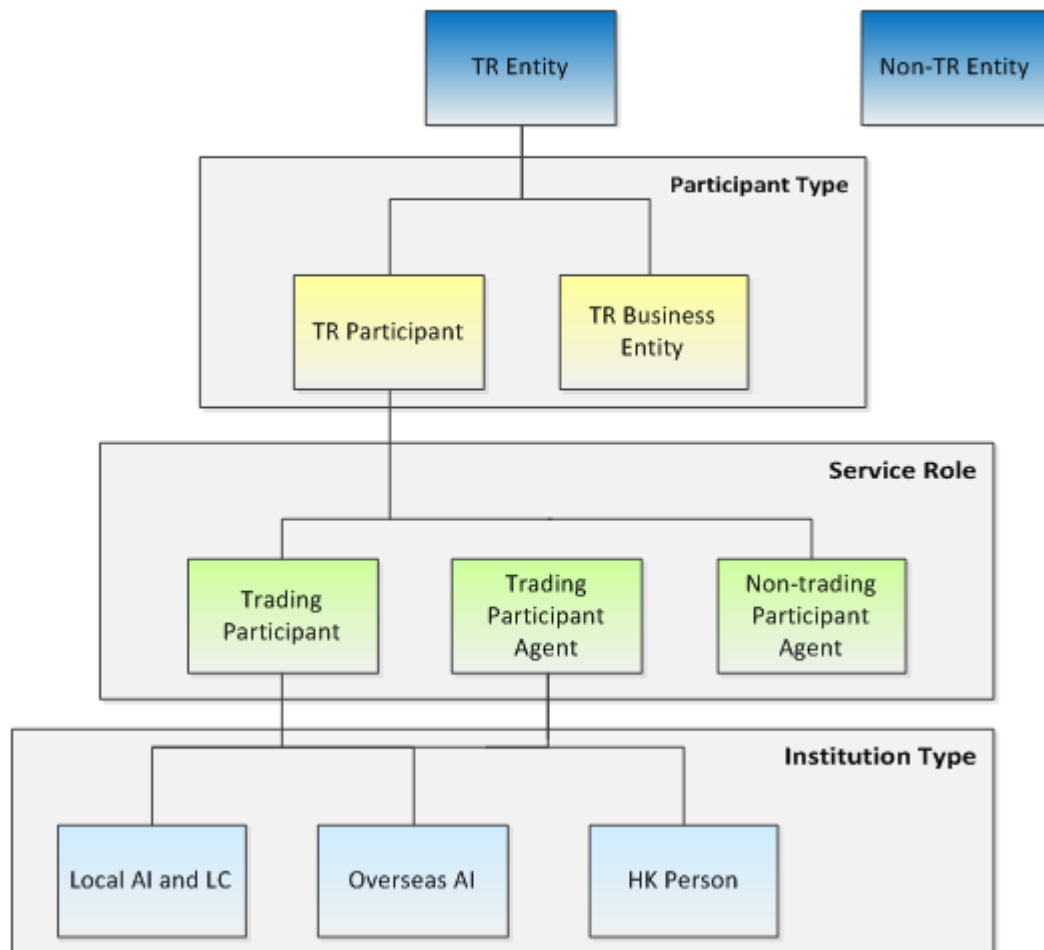 TR Entity
Non-TR Entity
Participant Type
TR Participant
TR Business
Entity
Service Role
Trading
Participant
Trading
Participant
Agent
Non-trading
Participant
Agent
Institution Type
Local AI and LC
Overseas AI
HK Person